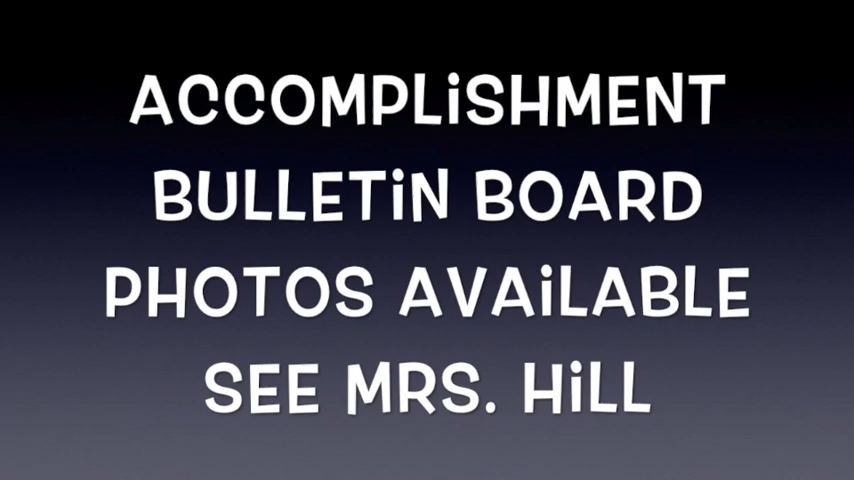 ACCOMPLiSHMENT
BULLETiN BOARD
PHOTOS AVAiLABLE
SEE MRS. HiLL